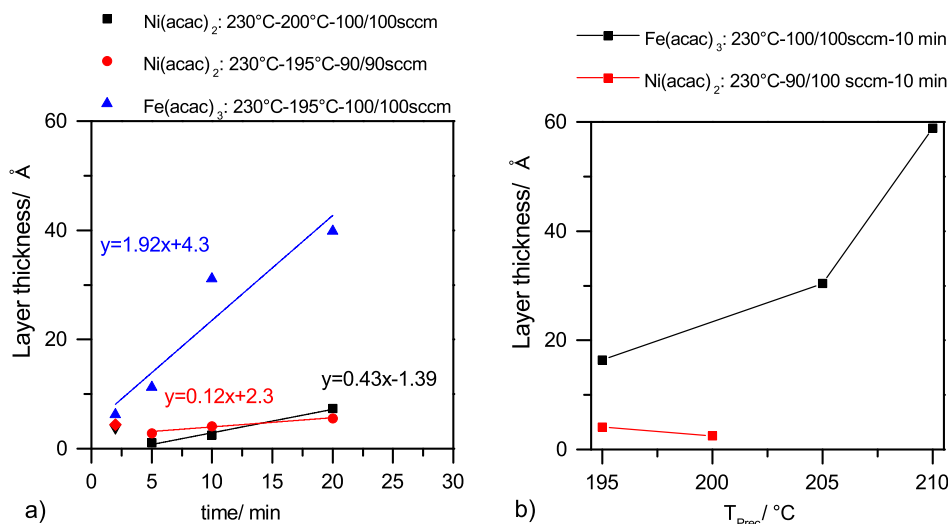 Ni(acac)₂: 230°C-200°C-100/100sccm
Ni(acac)₂: 230°C-195°C-90/90sccm
Fe(acac)₃: 230°C-195°C-100/100sccm
60
40
20
0
Layer thickness/ Å
y=1.92x+4.3
y=0.12x+2.3
y=0.43x-1.39
0 5 10 15 20 25 30
time/ min
a)
Fe(acac)₃: 230°C-100/100sccm-10 min
Ni(acac)₂: 230°C-90/100 sccm-10 min
60
40
20
0
Layer thickness/ Å
195 200 205 210
T_Prec/ °C
b)